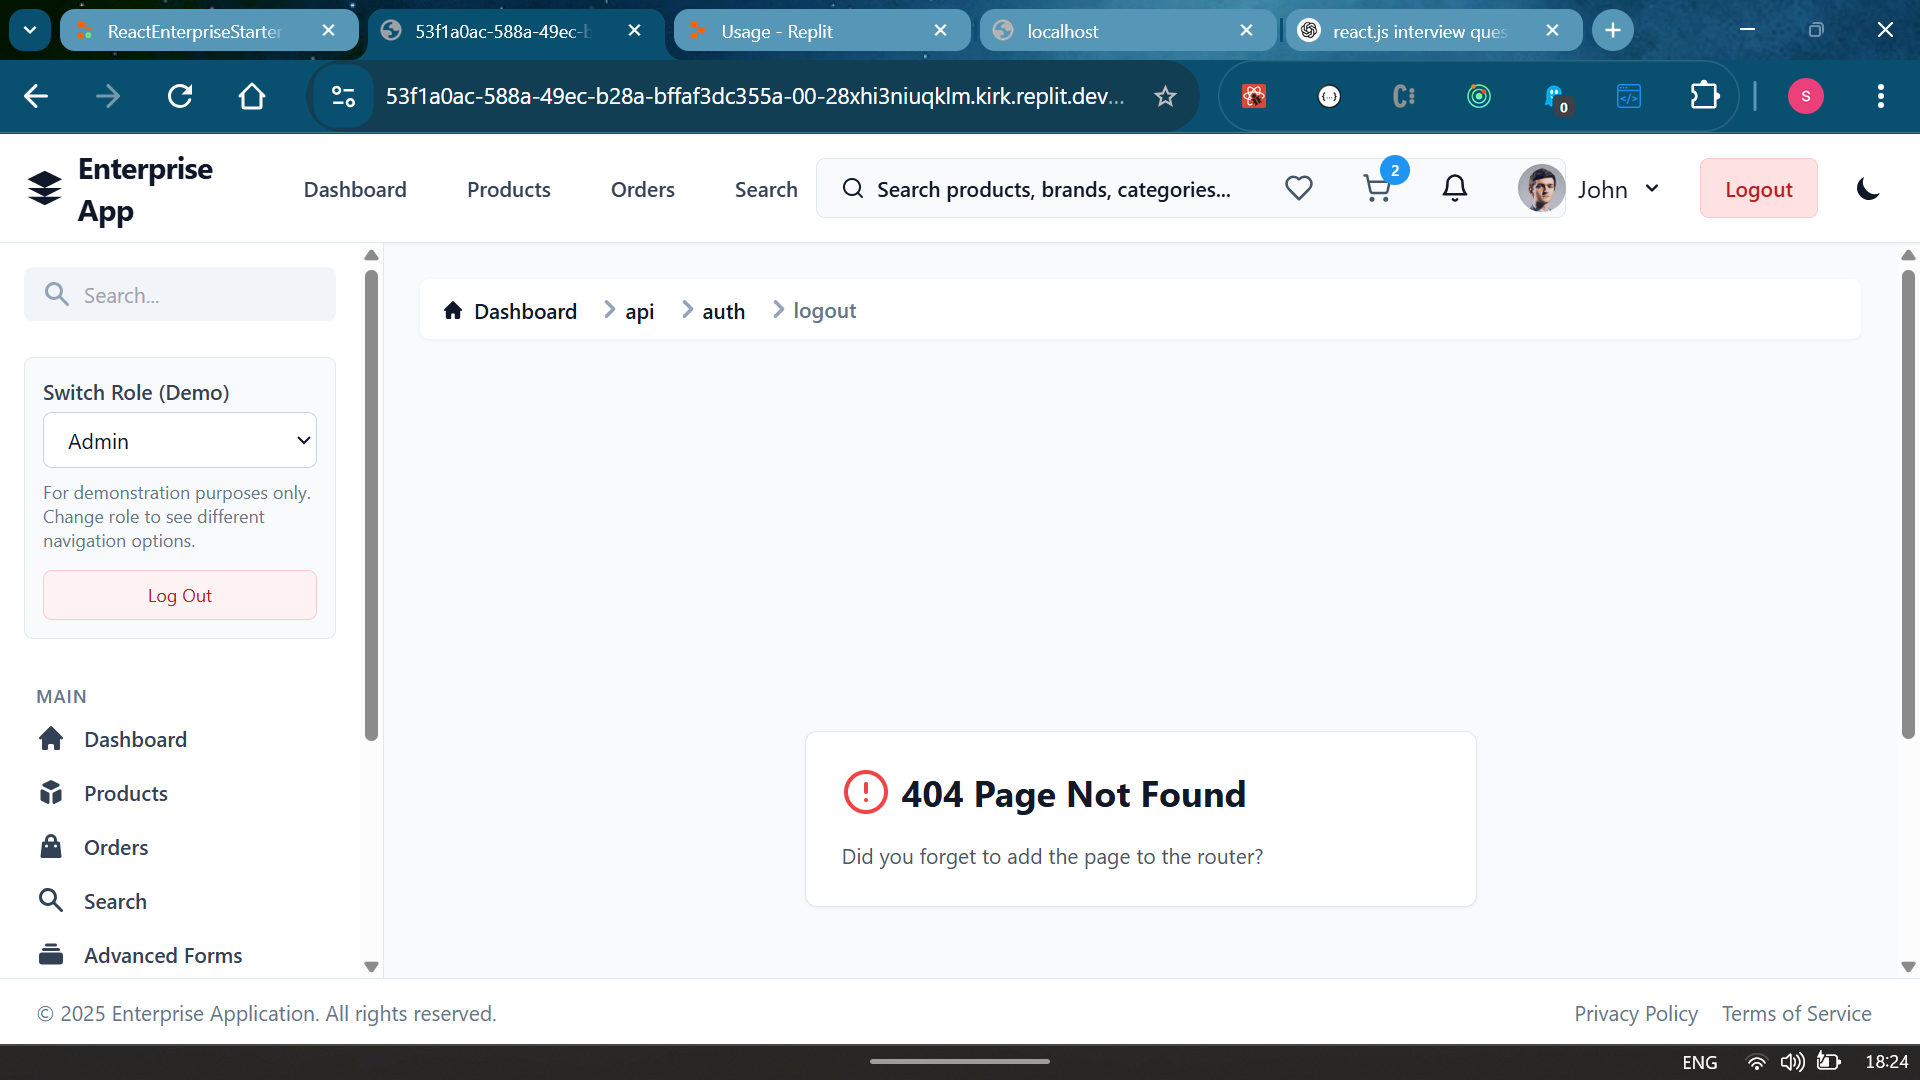 ReactEnterpriseStarter
53f1a0ac-588a-49ec-b
Usage - Replit
localhost
react.js interview ques
53f1a0ac-588a-49ec-b28a-bffaf3dc355a-00-28xhi3niuqklm.kirk.replit.dev...
0
S
Enterprise
App
Dashboard
Products
Orders
Search
Search products, brands, categories...
2
John
Logout
Search...
Switch Role (Demo)
Admin
For demonstration purposes only.
Change role to see different
navigation options.
Log Out
MAIN
Dashboard
Products
Orders
Search
Advanced Forms
Dashboard
api
auth
logout
404 Page Not Found
Did you forget to add the page to the router?
© 2025 Enterprise Application. All rights reserved.
Privacy Policy
Terms of Service
ENG
18:24